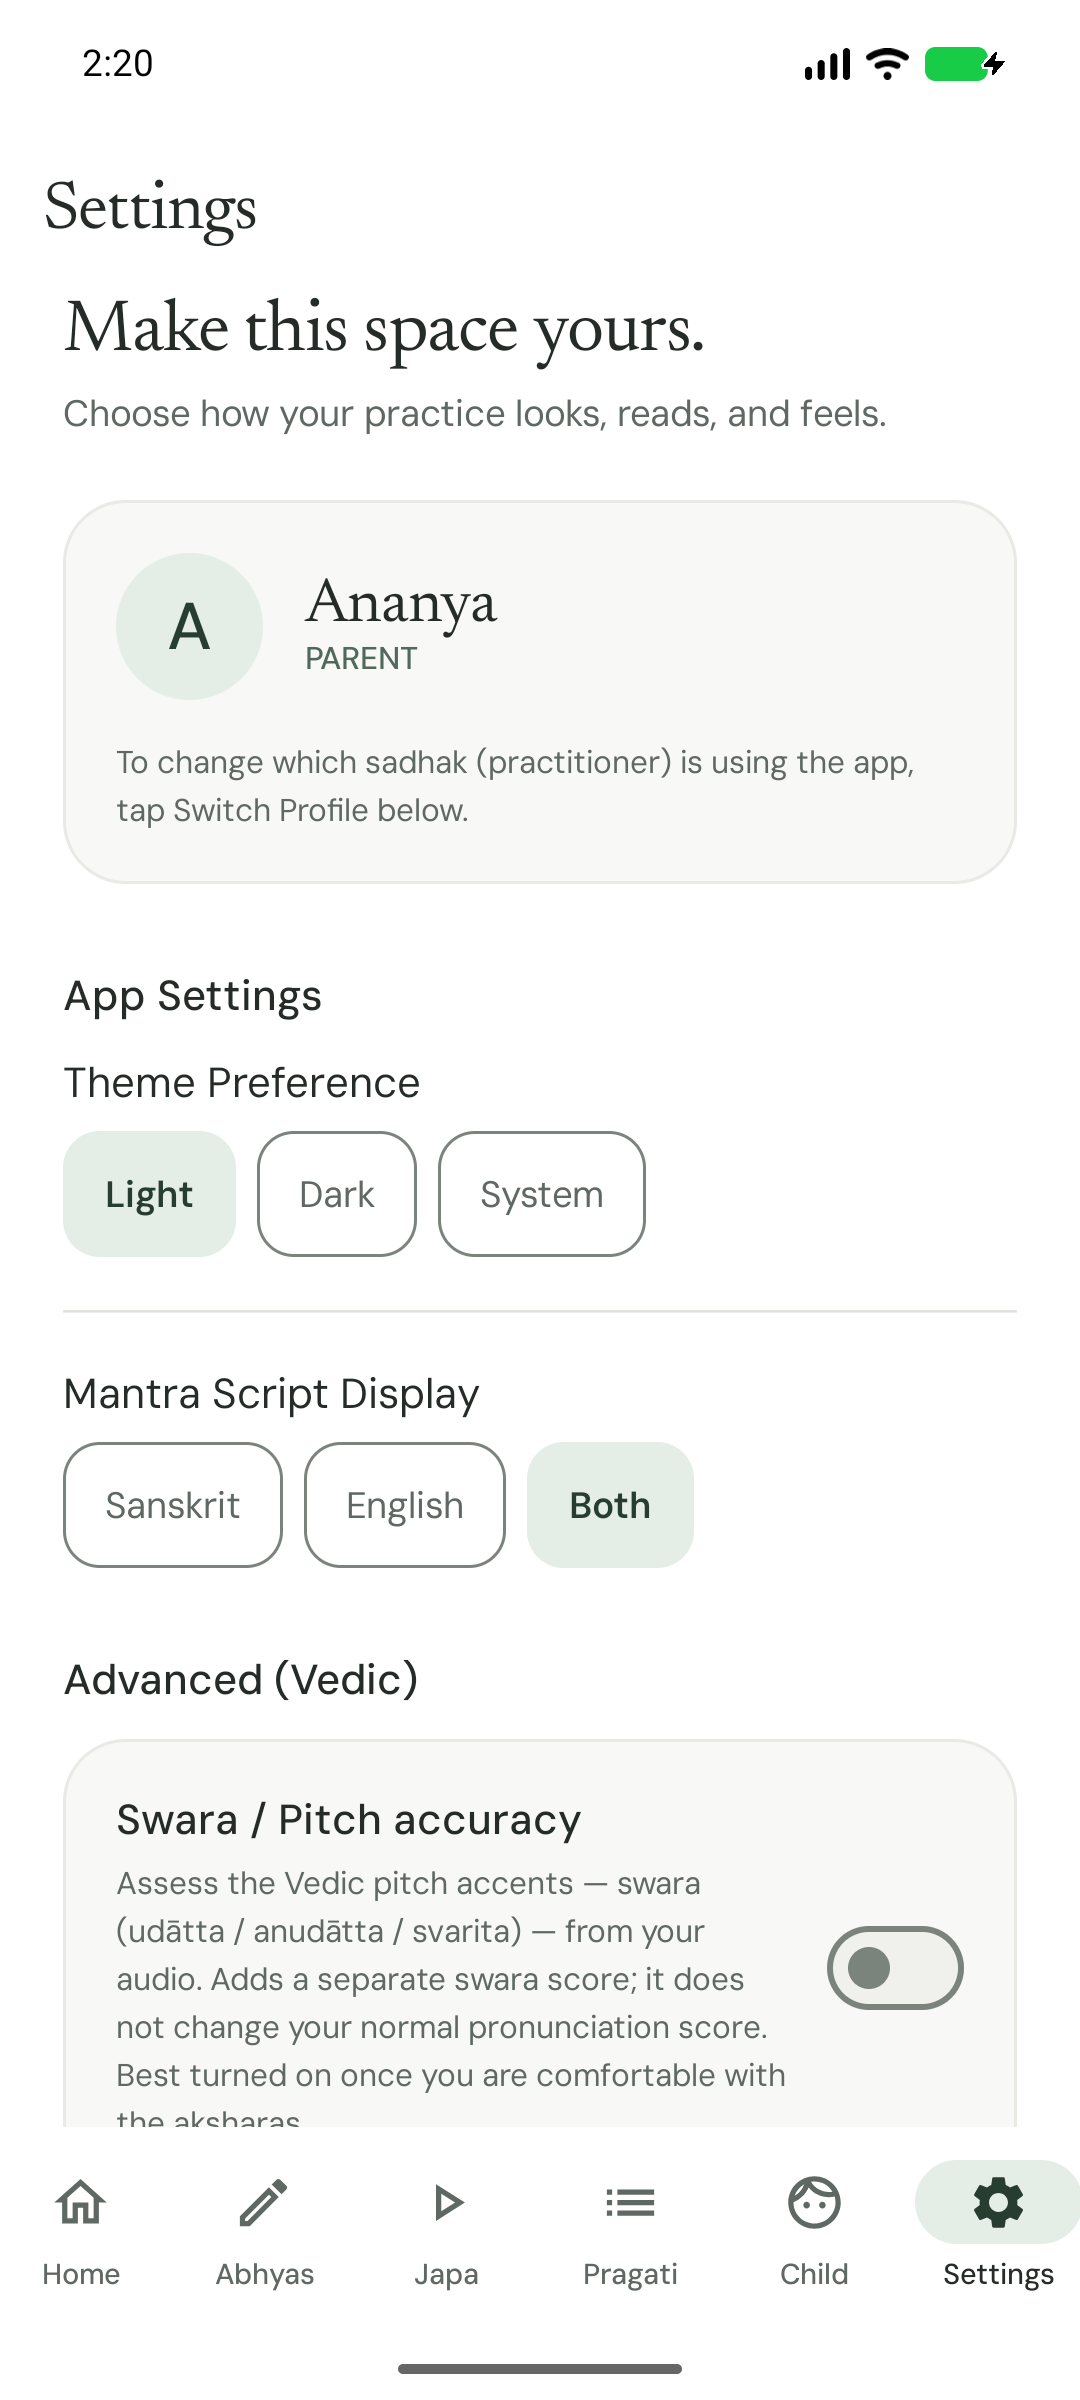 2:20
Settings
Make this space yours.
Choose how your practice looks, reads, and feels.
A
Ananya
PARENT
To change which sadhak (practitioner) is using the app,
tap Switch Profile below.
App Settings
Theme Preference
Light
Dark
System
Mantra Script Display
Sanskrit
English
Both
Advanced (Vedic)
Swara / Pitch accuracy
Assess the Vedic pitch accents — swara
(udātta / anudātta / svarita) — from your
audio. Adds a separate swara score; it does
not change your normal pronunciation score.
Best turned on once you are comfortable with
the aksharas
Home
Abhyas
Japa
Pragati
Child
Settings